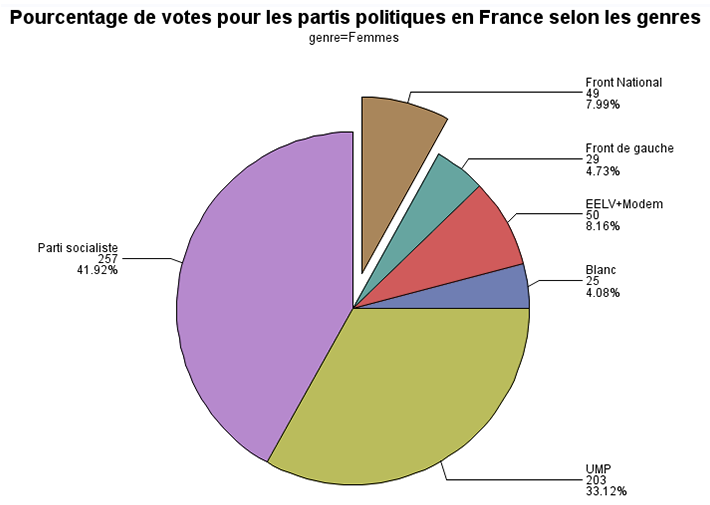 Pourcentage de votes pour les partis politiques en France selon les genres
genre=Femmes
Front National
49
7.99%
Front de gauche
29
4.73%
EELV+Modem
50
8.16%
Parti socialiste
257
41.92%
Blanc
25
4.08%
UMP
203
33.12%